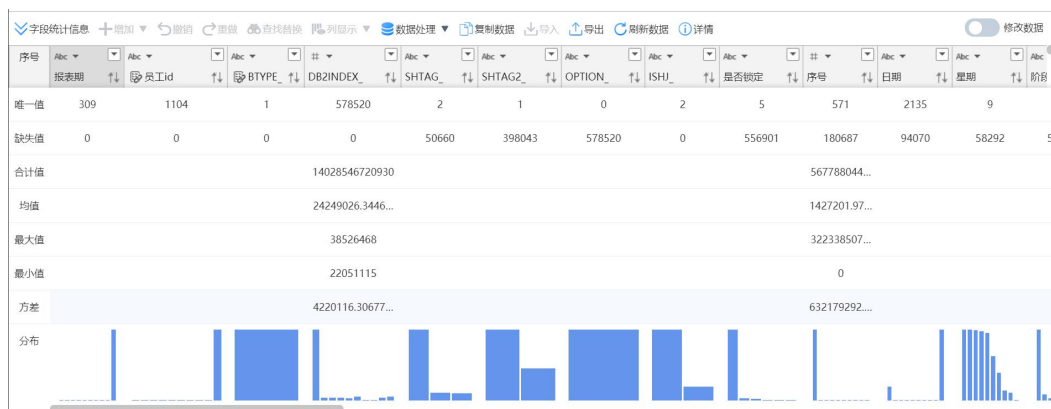 字段统计信息 增加 撤销 重做 查找替换 列显示 数据处理 复制数据 导入 导出 刷新数据 详情 修改数据
序号 Abc Abc Abc # Abc Abc Abc Abc Abc # Abc Abc Abc
报表期 员工id BTYPE_ DB2INDEX_ SHTAG_ SHTAG2_ OPTION_ ISHJ_ 是否锁定 序号 日期 星期 阶段
唯一值 309 1104 1 578520 2 1 0 2 5 571 2135 9
缺失值 0 0 0 0 50660 398043 578520 0 556901 180687 94070 58292 5
合计值 14028546720930 567788044...
均值 24249026.3446... 1427201.97...
最大值 38526468 322338507...
最小值 22051115 0
方差 4220116.30677... 632179292....
分布